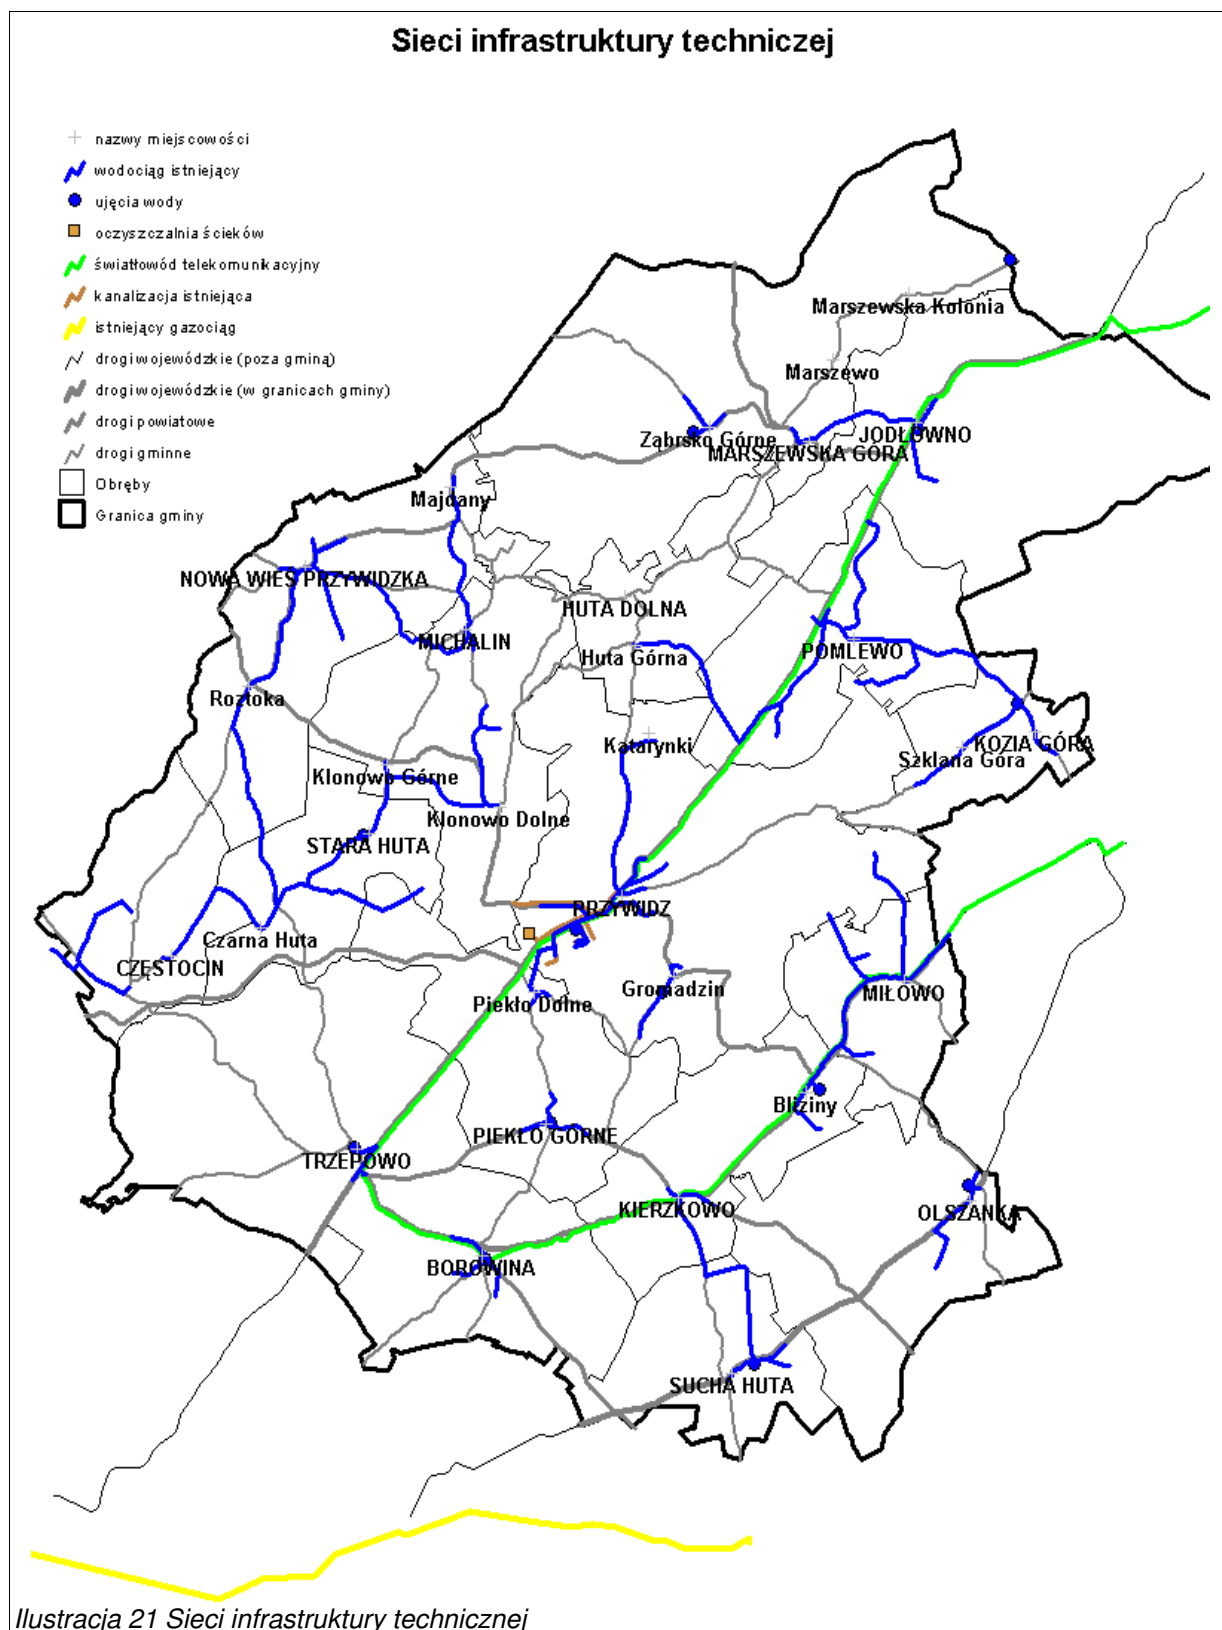 Sieci infrastruktury techniczej
nazwy miejscowości
wodociąg istniejący
ujęcia wody
oczyszczalnia ścieków
światłowód telekomunikacyjny
kanalizacja istniejąca
istniejący gazociąg
drogi wojewódzkie (poza gminą)
drogi wojewódzkie (w granicach gminy)
drogi powiatowe
drogi gminne
Obręby
Granica gminy
Marszewska Kolonia
Marszewo
Ząbrsko Górne
JODŁOWNO
MARSZEWSKA GÓRA
Majdany
NOWA WIEŚ PRZYWIDZKA
HUTA DOLNA
MICHALIN
Huta Górna
POMLEWO
Roztoka
Katarynki
KOZIA GÓRA
Szklana Góra
Klonowo Górne
Klonowo Dolne
STARA HUTA
PRZYWIDZ
Czarna Huta
CZĘSTOCIN
Gromadzin
MIŁOWO
Piekło Dolne
Bliziny
PIEKŁO GÓRNE
TRZEPOWO
KIERZKOWO
OLSZANKA
BOROWINA
SUCHA HUTA
Ilustracja 21 Sieci infrastruktury technicznej